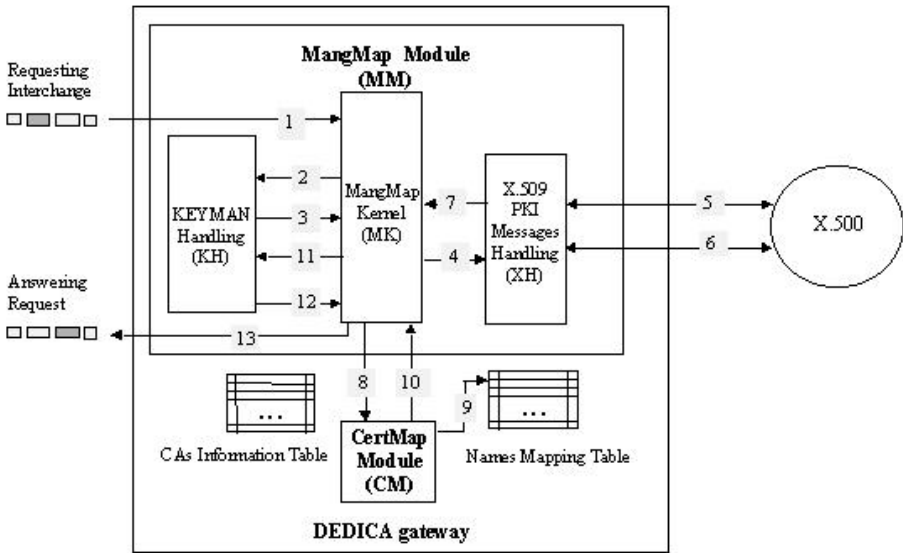 MangMap Module
(MM)
Requesting
Interchange
1
2
3
11
12
KEYMAN
Handling
(KH)
MangMap
Kernel
(MK)
7
4
X.509
PKI
Messages
Handling
(XH)
5
6
X.500
Answering
Request
13
8
10
9
...
...
CAs Information Table
CertMap
Module
(CM)
Names Mapping Table
DEDICA gateway